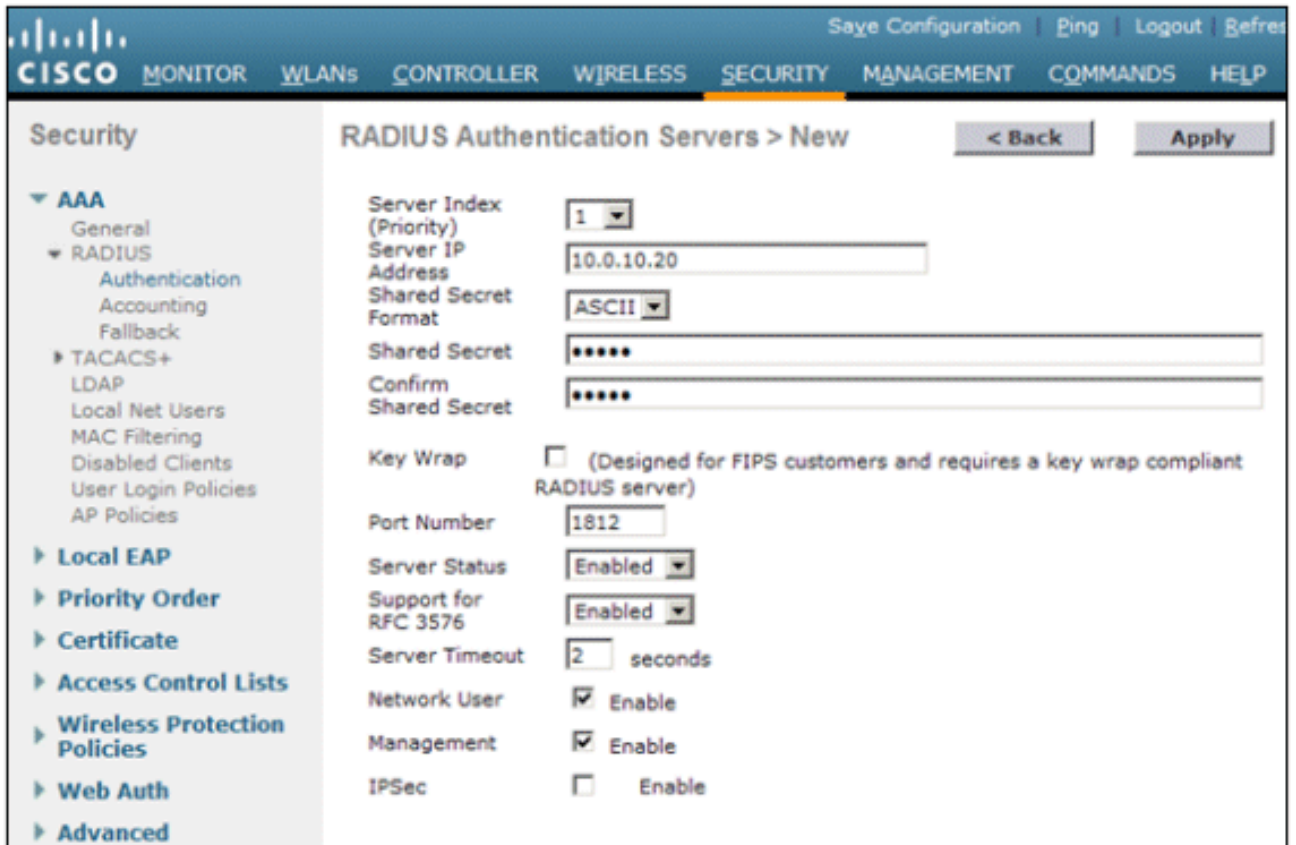 Save Configuration | Ping | Logout | Refres
CISCO MONITOR WLANs CONTROLLER WIRELESS SECURITY MANAGEMENT COMMANDS HELP
Security
AAA
General
RADIUS
Authentication
Accounting
Fallback
TACACS+
LDAP
Local Net Users
MAC Filtering
Disabled Clients
User Login Policies
AP Policies
Local EAP
Priority Order
Certificate
Access Control Lists
Wireless Protection
Policies
Web Auth
Advanced
RADIUS Authentication Servers > New
< Back
Apply
Server Index
(Priority)
1
Server IP
Address
10.0.10.20
Shared Secret
Format
ASCII
Shared Secret
•••••
Confirm
Shared Secret
•••••
Key Wrap
(Designed for FIPS customers and requires a key wrap compliant
RADIUS server)
Port Number
1812
Server Status
Enabled
Support for
RFC 3576
Enabled
Server Timeout
2 seconds
Network User
Enable
Management
Enable
IPSec
Enable